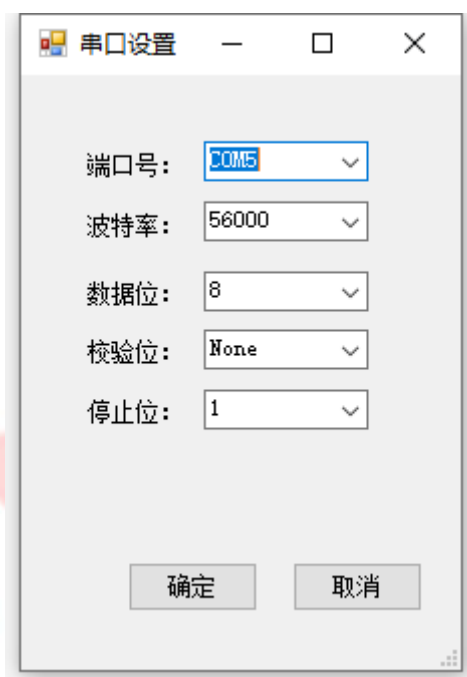 串口设置
端口号： COM5
波特率： 56000
数据位： 8
校验位： None
停止位： 1
确定 取消